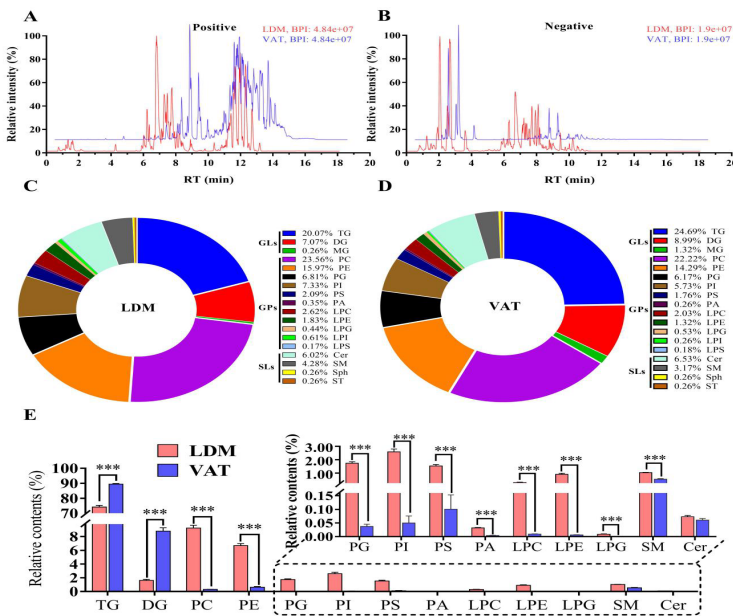 A
Positive
LDM, BPI: 4.84e+07
VAT, BPI: 4.84e+07
Relative intensity (%)
100
80
60
40
20
0
0 2 4 6 8 10 12 14 16 18 20
RT (min)
B
Negative
LDM, BPI: 1.9e+07
VAT, BPI: 1.9e+07
Relative intensity (%)
100
80
60
40
20
0
0 2 4 6 8 10 12 14 16 18 20
RT (min)
C
LDM
GLs
GPs
SLs
20.07% TG
7.07% DG
0.26% MG
23.56% PC
15.97% PE
6.81% PG
7.33% PI
2.09% PS
0.35% PA
2.62% LPC
1.83% LPE
0.44% LPG
0.61% LPI
0.17% LPS
6.02% Cer
4.28% SM
0.26% Sph
0.26% ST
D
VAT
GLs
GPs
SLs
24.69% TG
8.99% DG
1.32% MG
22.22% PC
14.29% PE
6.17% PG
5.73% PI
1.76% PS
0.26% PA
2.03% LPC
1.32% LPE
0.53% LPG
0.26% LPI
0.18% LPS
6.53% Cer
3.17% SM
0.26% Sph
0.26% ST
E
LDM
VAT
Relative contents (%)
100
90
80
70
8
6
4
2
0
*** *** *** ***
TG DG PC PE PG PI PS PA LPC LPE LPG SM Cer
Relative contents (%)
3.00
2.00
1.00
0.15
0.10
0.05
0.00
*** *** *** *** *** *** *** ***
PG PI PS PA LPC LPE LPG SM Cer